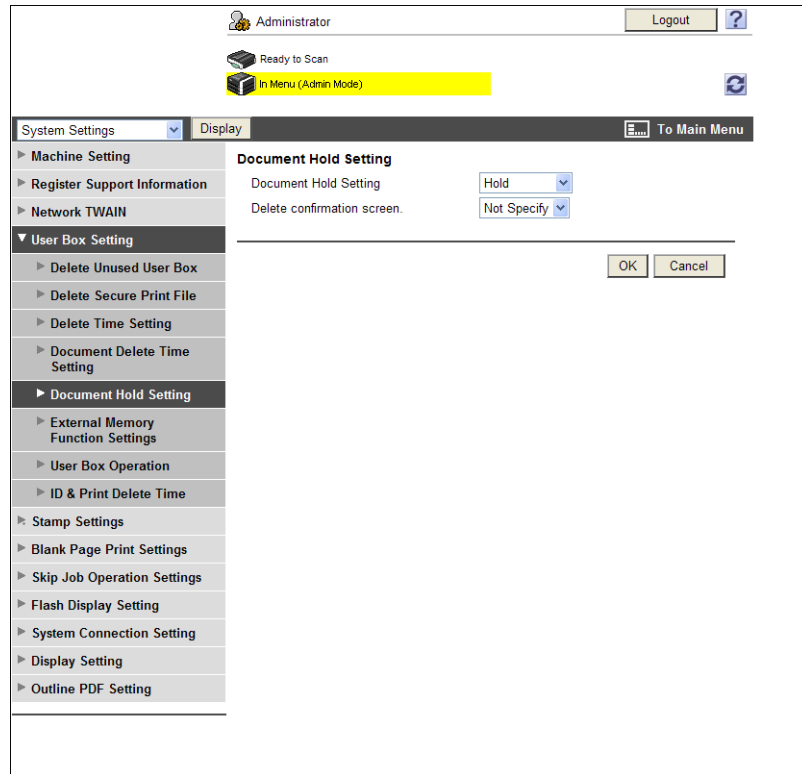 Administrator
Logout
?
Ready to Scan
In Menu (Admin Mode)
System Settings
Display
To Main Menu
Machine Setting
Register Support Information
Network TWAIN
User Box Setting
Delete Unused User Box
Delete Secure Print File
Delete Time Setting
Document Delete Time
Setting
Document Hold Setting
External Memory
Function Settings
User Box Operation
ID & Print Delete Time
Stamp Settings
Blank Page Print Settings
Skip Job Operation Settings
Flash Display Setting
System Connection Setting
Display Setting
Outline PDF Setting
Document Hold Setting
Document Hold Setting Hold
Delete confirmation screen. Not Specify
OK Cancel